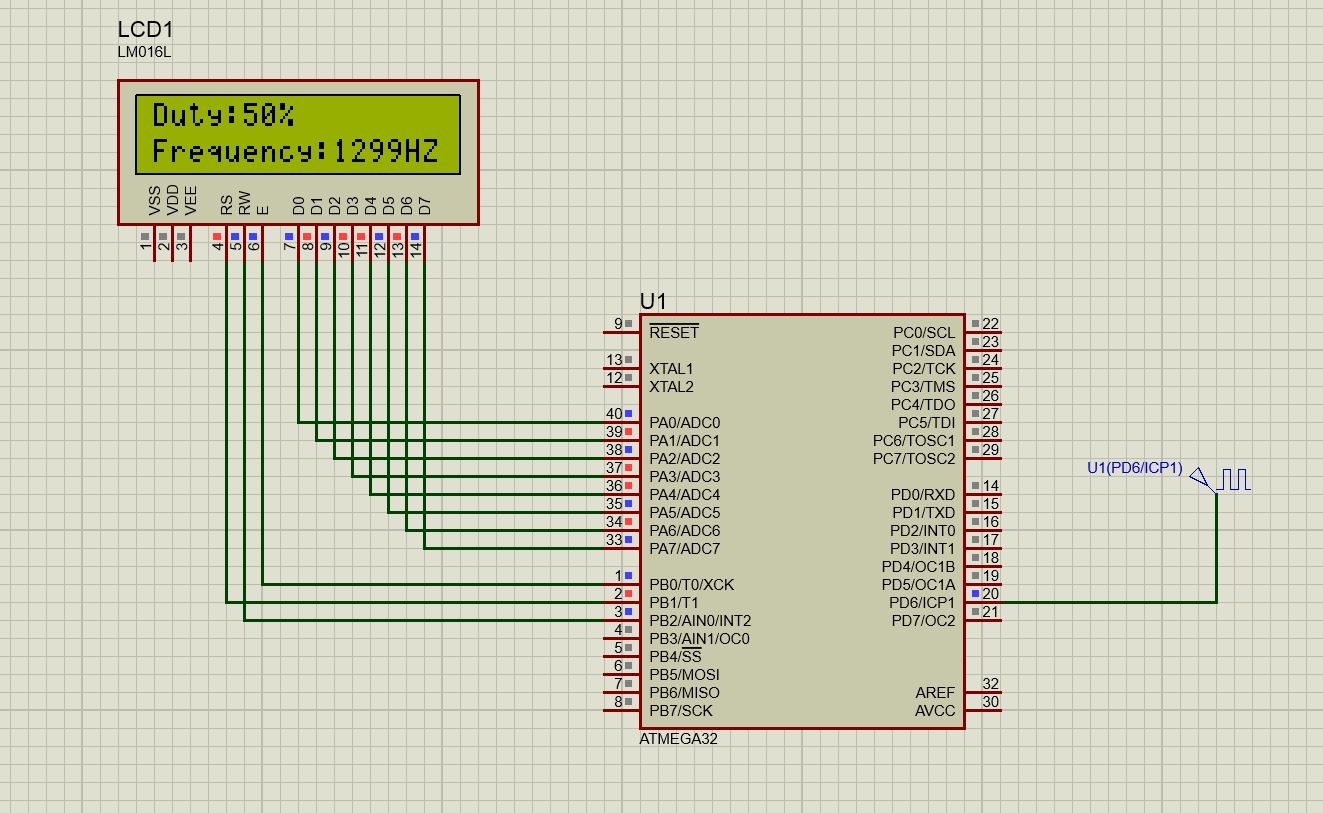 LCD1
LM016L
Duty:50%
Frequency:1299HZ
VSS VDD VEE RS RW E D0 D1 D2 D3 D4 D5 D6 D7
1 2 3 4 5 6 7 8 9 10 11 12 13 14
U1
9 RESET PC0/SCL 22
PC1/SDA 23
13 XTAL1 PC2/TCK 24
12 XTAL2 PC3/TMS 25
PC4/TDO 26
40 PA0/ADC0 PC5/TDI 27
39 PA1/ADC1 PC6/TOSC1 28
38 PA2/ADC2 PC7/TOSC2 29
37 PA3/ADC3
36 PA4/ADC4 PD0/RXD 14
35 PA5/ADC5 PD1/TXD 15
34 PA6/ADC6 PD2/INT0 16
33 PA7/ADC7 PD3/INT1 17
PD4/OC1B 18
1 PB0/T0/XCK PD5/OC1A 19
2 PB1/T1 PD6/ICP1 20
3 PB2/AIN0/INT2 PD7/OC2 21
4 PB3/AIN1/OC0
5 PB4/SS
6 PB5/MOSI
7 PB6/MISO AREF 32
8 PB7/SCK AVCC 30
ATMEGA32
U1(PD6/ICP1)